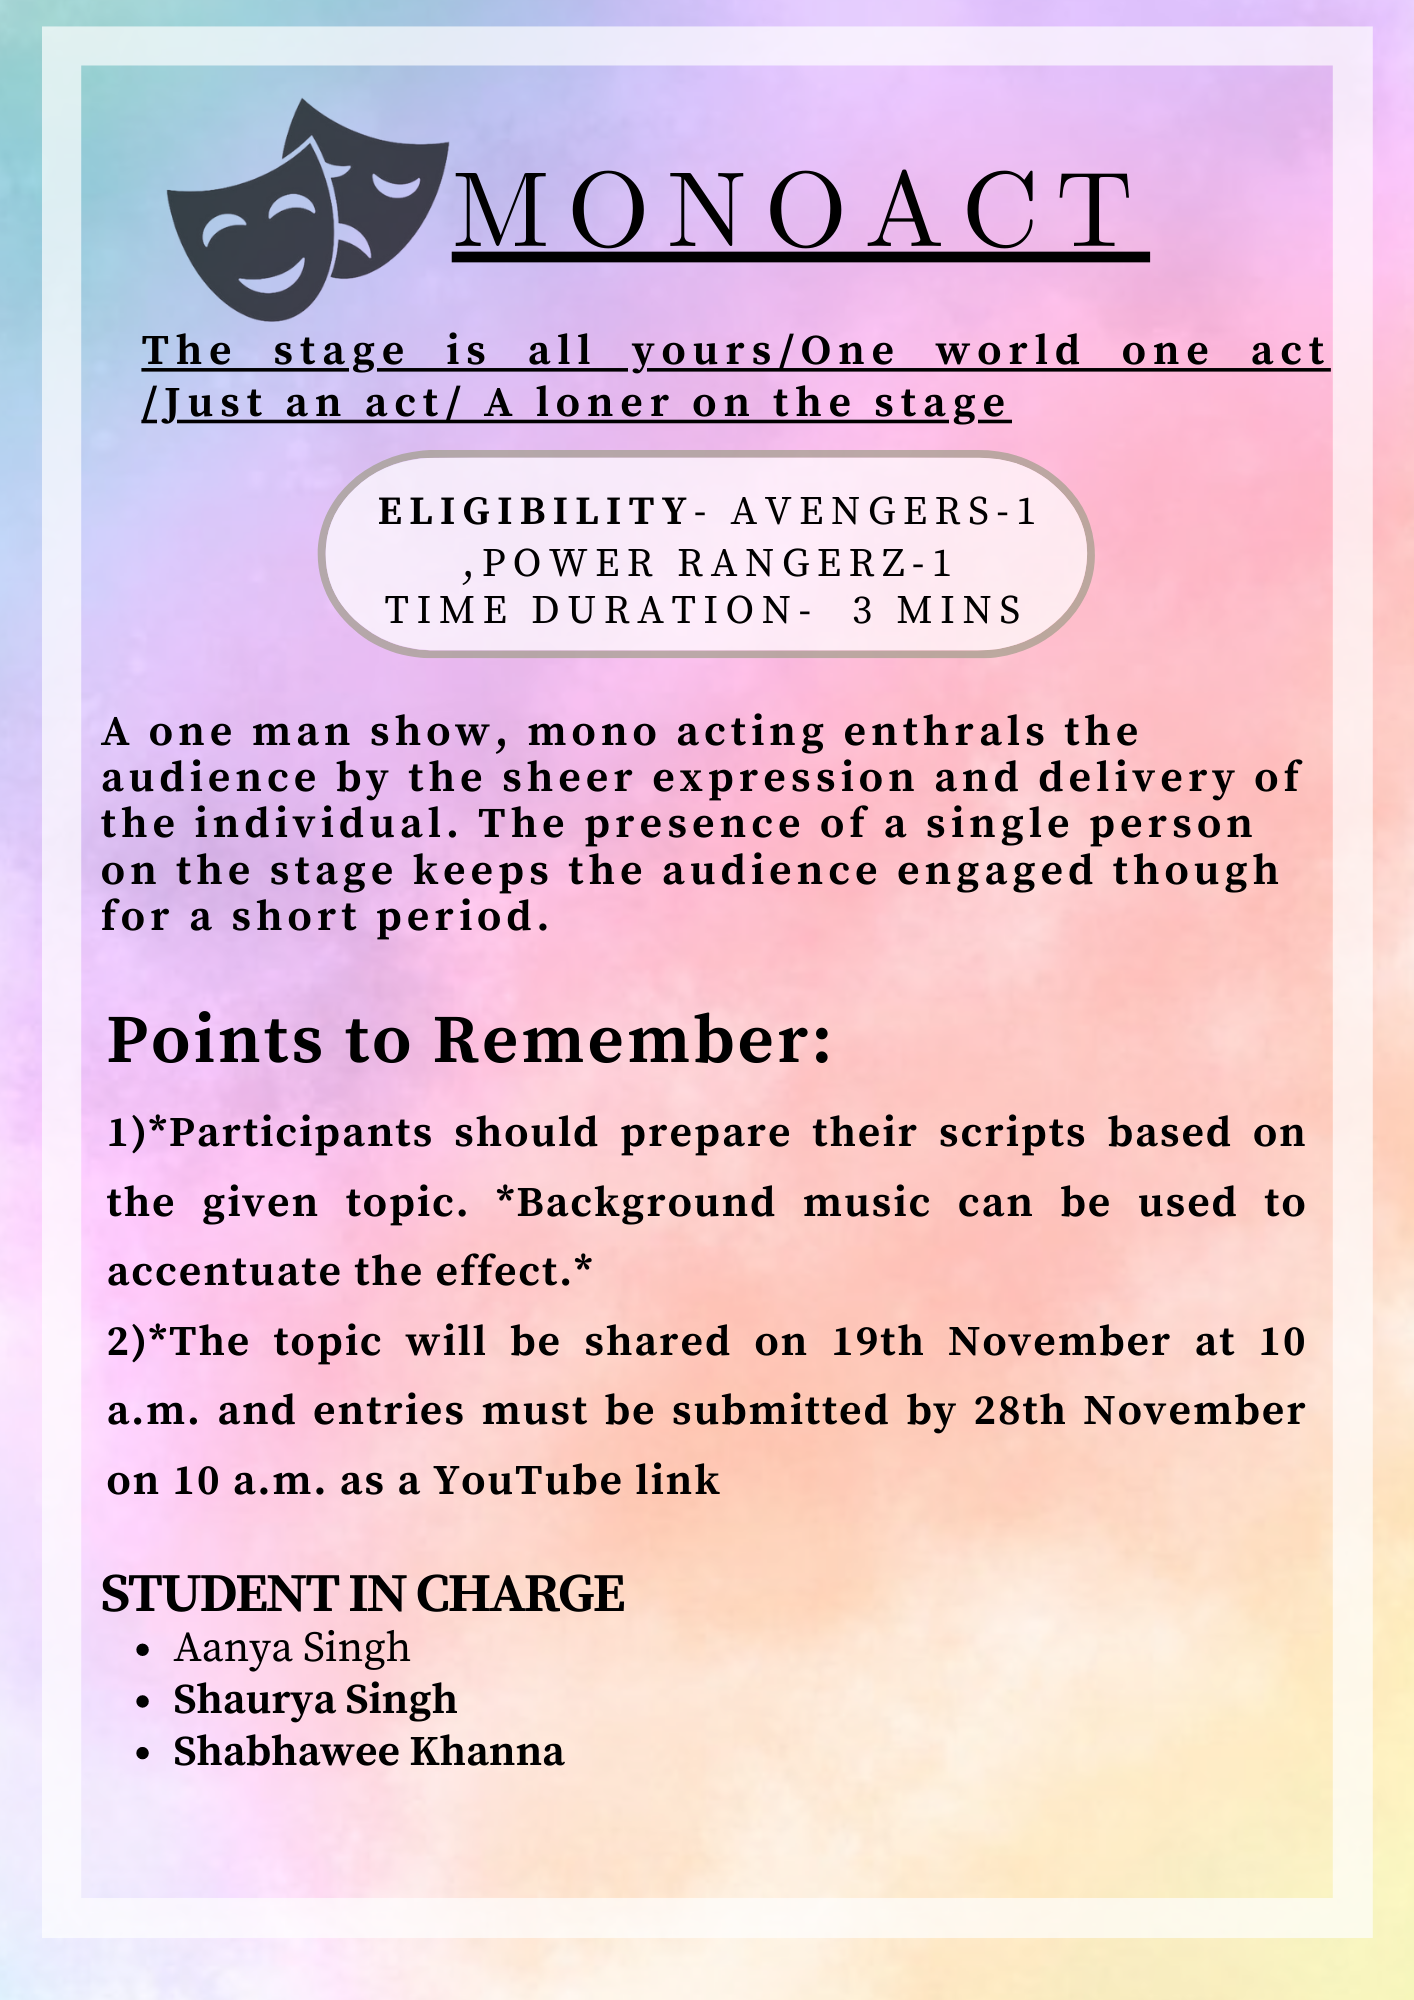 MONOACT
The stage is all yours/One world one act
/Just an act/ A loner on the stage
ELIGIBILITY- AVENGERS-1
,POWER RANGERZ-1
TIME DURATION- 3 MINS
A one man show, mono acting enthrals the
audience by the sheer expression and delivery of
the individual. The presence of a single person
on the stage keeps the audience engaged though
for a short period.
Points to Remember:
1)*Participants should prepare their scripts based on
the given topic. *Background music can be used to
accentuate the effect.*
2)*The topic will be shared on 19th November at 10
a.m. and entries must be submitted by 28th November
on 10 a.m. as a YouTube link
STUDENT IN CHARGE
• Aanya Singh
• Shaurya Singh
• Shabhawee Khanna